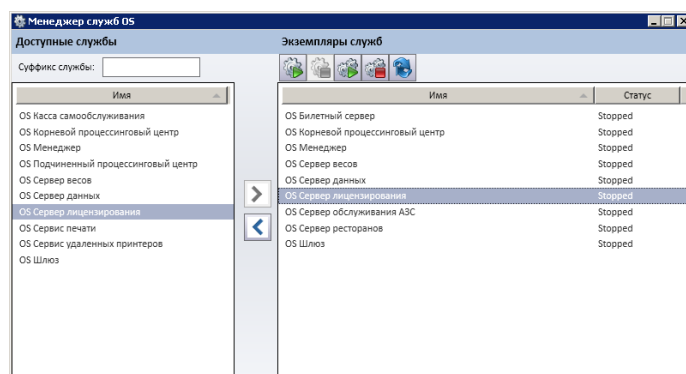 Менеджер служб OS
Доступные службы
Экземпляры служб
Суффикс службы:
Имя
OS Касса самообслуживания
OS Корневой процессинговый центр
OS Менеджер
OS Подчиненный процессинговый центр
OS Сервер весов
OS Сервер данных
OS Сервер лицензирования
OS Сервис печати
OS Сервис удаленных принтеров
OS Шлюз
Имя Статус
OS Билетный сервер Stopped
OS Корневой процессинговый центр Stopped
OS Менеджер Stopped
OS Сервер весов Stopped
OS Сервер данных Stopped
OS Сервер лицензирования Stopped
OS Сервер обслуживания АЗС Stopped
OS Сервер ресторанов Stopped
OS Шлюз Stopped